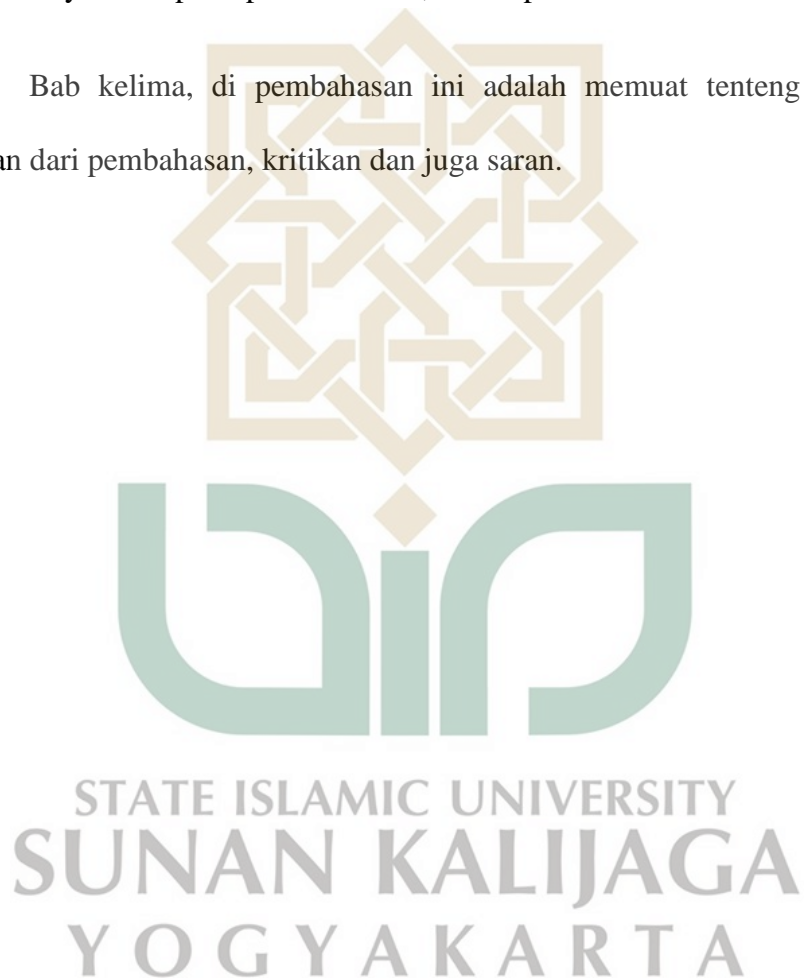 Bab kelima, di pembahasan ini adalah memuat tenteng
dari pembahasan, kritikan dan juga saran.
STATE ISLAMIC UNIVERSITY
SUNAN KALIJAGA
YOGYAKARTA